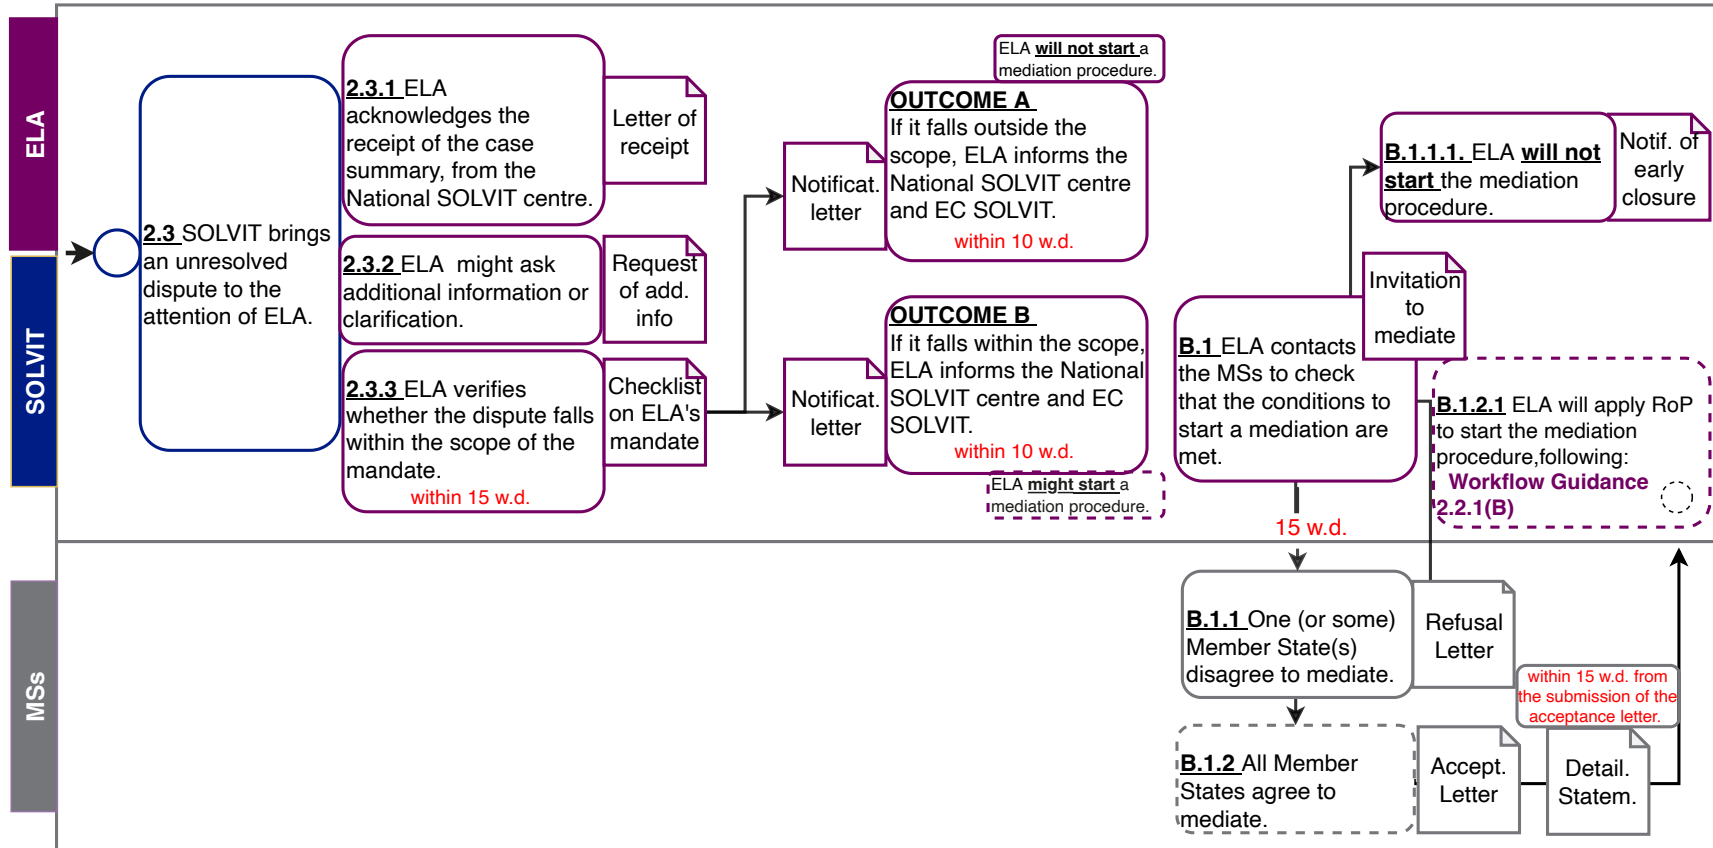 ELA
SOLVIT
MSs
2.3 SOLVIT brings
an unresolved
dispute to the
attention of ELA.
2.3.1 ELA
acknowledges the
receipt of the case
summary, from the
National SOLVIT centre.
Letter of
receipt
2.3.2 ELA  might ask
additional information or
clarification.
Request
of add.
info
2.3.3 ELA verifies
whether the dispute falls
within the scope of the
mandate.
within 15 w.d.
Checklist
on ELA's
mandate
Notificat.
letter
ELA will not start a
mediation procedure.
OUTCOME A
If it falls outside the
scope, ELA informs the
National SOLVIT centre
and EC SOLVIT.
within 10 w.d.
Notificat.
letter
OUTCOME B
If it falls within the scope,
ELA informs the National
SOLVIT centre and EC
SOLVIT.
within 10 w.d.
ELA might start a
mediation procedure.
B.1 ELA contacts
the MSs to check
that the conditions to
start a mediation are
met.
Invitation
to
mediate
15 w.d.
B.1.1.1. ELA will not
start the mediation
procedure.
Notif. of
early
closure
B.1.2.1 ELA will apply RoP
to start the mediation
procedure,following:
Workflow Guidance
2.2.1(B)
B.1.1 One (or some)
Member State(s)
disagree to mediate.
Refusal
Letter
within 15 w.d. from
the submission of the
acceptance letter.
B.1.2 All Member
States agree to
mediate.
Accept.
Letter
Detail.
Statem.